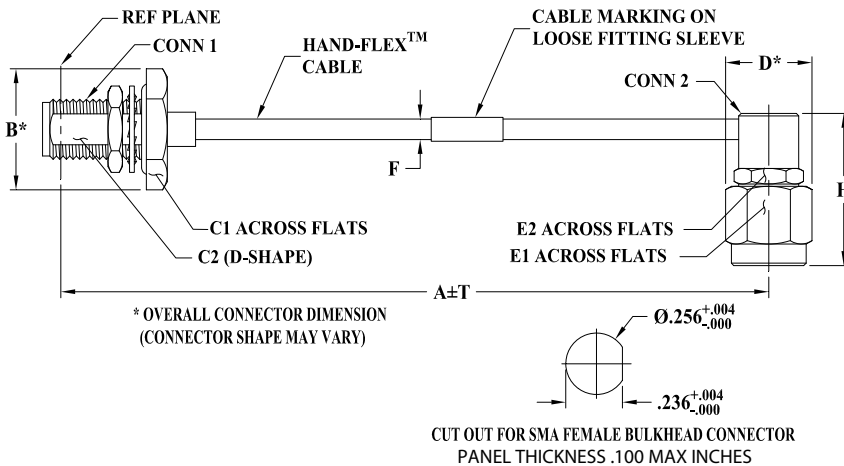 REF PLANE
CONN 1
HAND-FLEX™
CABLE
CABLE MARKING ON
LOOSE FITTING SLEEVE
D*
CONN 2
B*
F
H
C1 ACROSS FLATS
C2 (D-SHAPE)
E2 ACROSS FLATS
E1 ACROSS FLATS
A±T
* OVERALL CONNECTOR DIMENSION
(CONNECTOR SHAPE MAY VARY)
Ø.256 +.004 -.000
.236 +.004 -.000
CUT OUT FOR SMA FEMALE BULKHEAD CONNECTOR
PANEL THICKNESS .100 MAX INCHES